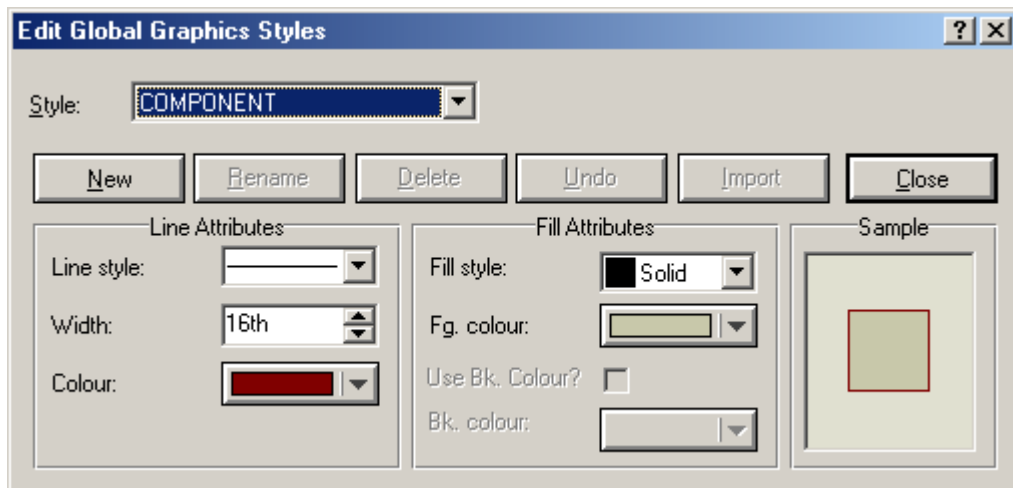 Edit Global Graphics Styles
Style: COMPONENT
New Rename Delete Undo Import Close
Line Attributes Fill Attributes Sample
Line style: Fill style: Solid
Width: 16th Fg. colour:
Colour: Use Bk. Colour?
Bk. colour: